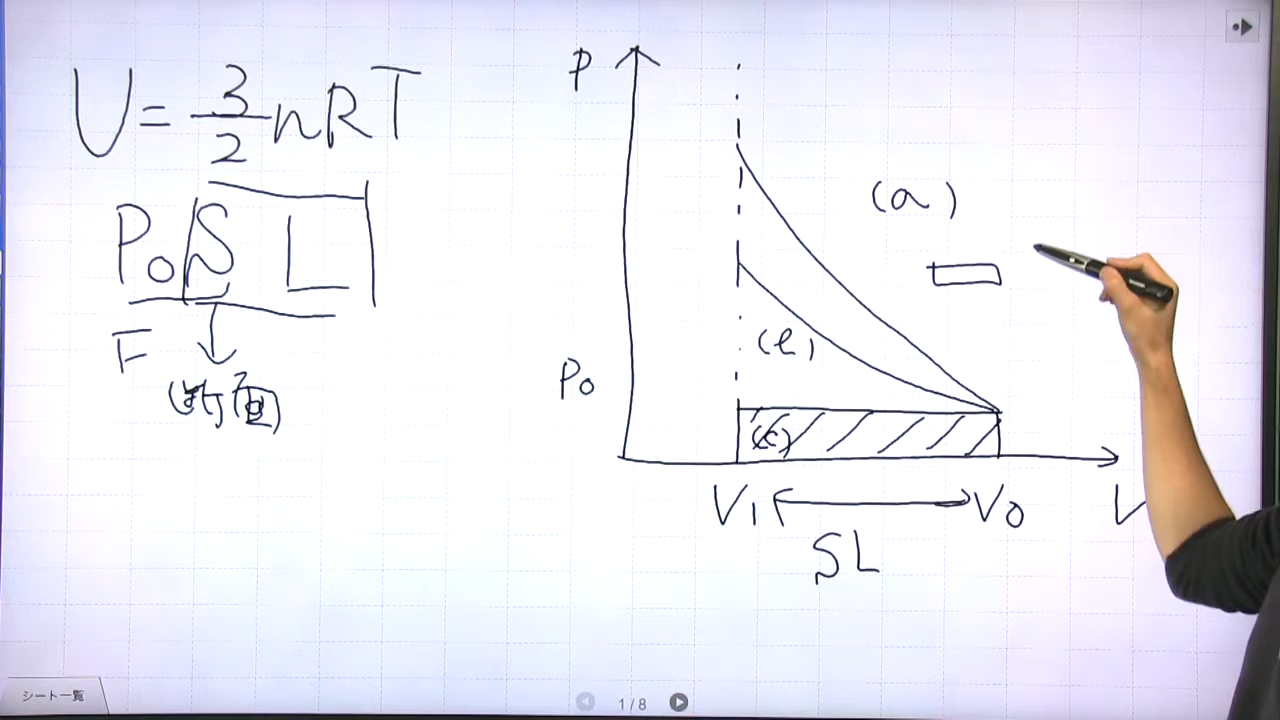 U = 3/2 nRT
P₀ S L
F
断面
P
(a)
(b)
P₀
(c)
V₁
V₀
V
SL
シート一覧
1/8